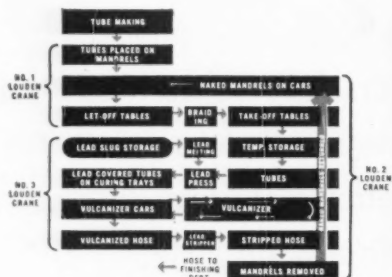 TUBE MAKING
TUBES PLACED ON
MANDRELS
NO. 1
LOUDEN
CRANE
NAKED MANDRELS ON CARS
LET-OFF TABLES
BRAID
ING
TAKE-OFF TABLES
LEAD SLUG STORAGE
LEAD
MELTING
TEMP. STORAGE
NO. 2
LOUDEN
CRANE
NO. 3
LOUDEN
CRANE
LEAD COVERED TUBES
ON CURING TRAYS
LEAD
PRESS
TUBES
VULCANIZER CARS
VULCANIZER
VULCANIZED HOSE
LEAD
STRIPPER
STRIPPED HOSE
HOSE TO
FINISHING
DEPT.
MANDRELS REMOVED